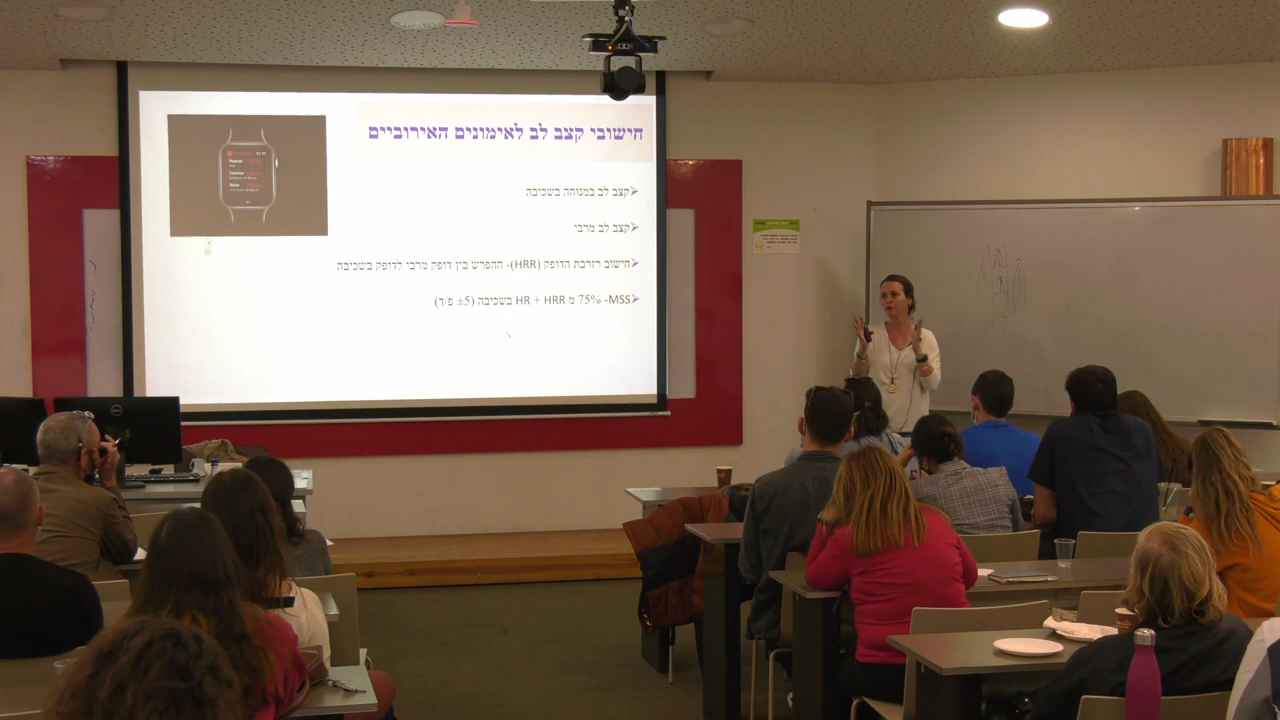 חישובי קצב לב לאימונים האירוביים
קצב לב במנוחה בשכיבה
קצב לב מרבי
חישוב רזרבת הדופק (HRR)- ההפרש בין דופק מרבי לדופק בשכיבה
MSS- 75% מ HR + HRR בשכיבה (5± פ/ד)
DELL